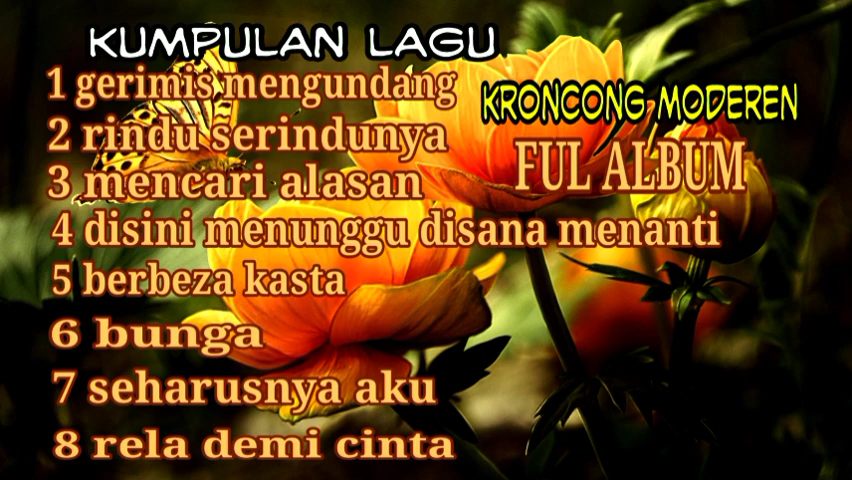 KUMPULAN LAGU
1 gerimis mengundang
2 rindu serindunya
3 mencari alasan
4 disini menunggu disana menanti
5 berbeza kasta
6 bunga
7 seharusnya aku
8 rela demi cinta
KRONCONG MODEREN
FUL ALBUM